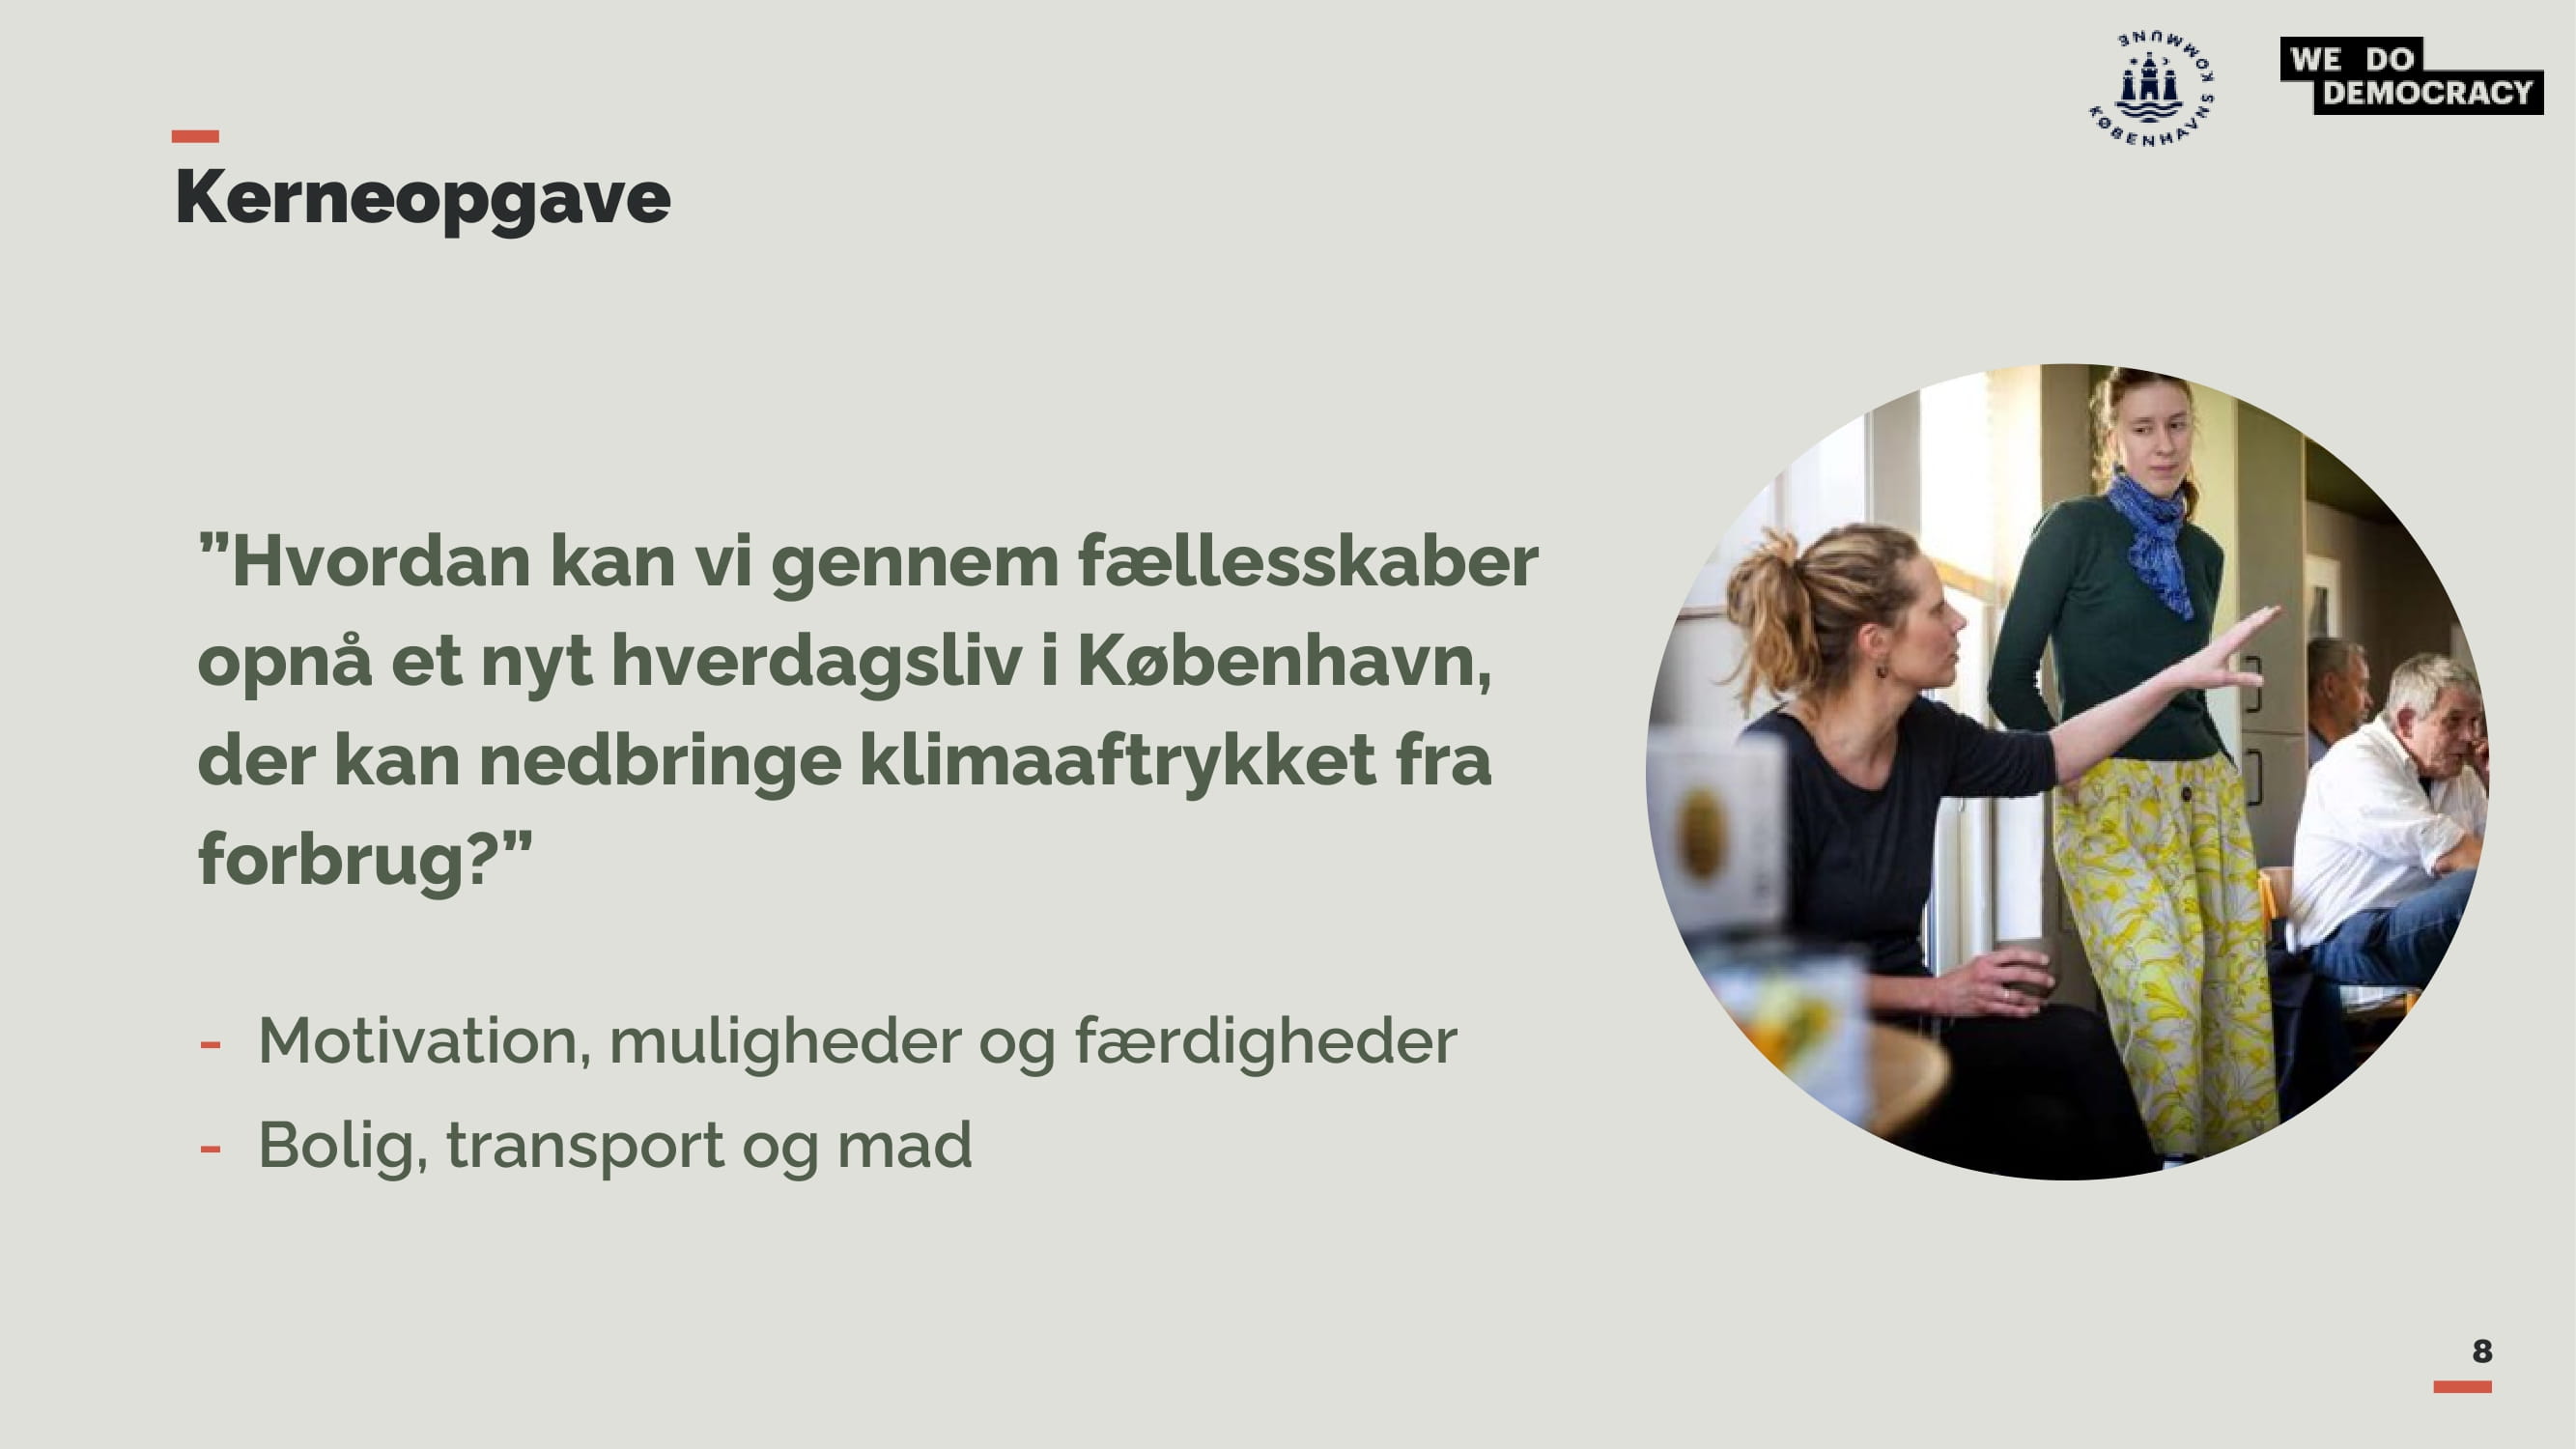 KØBENHAVNS KOMMUNE
WE DO
DEMOCRACY
Kerneopgave
”Hvordan kan vi gennem fællesskaber
opnå et nyt hverdagsliv i København,
der kan nedbringe klimaaftrykket fra
forbrug?”
- Motivation, muligheder og færdigheder
- Bolig, transport og mad
8